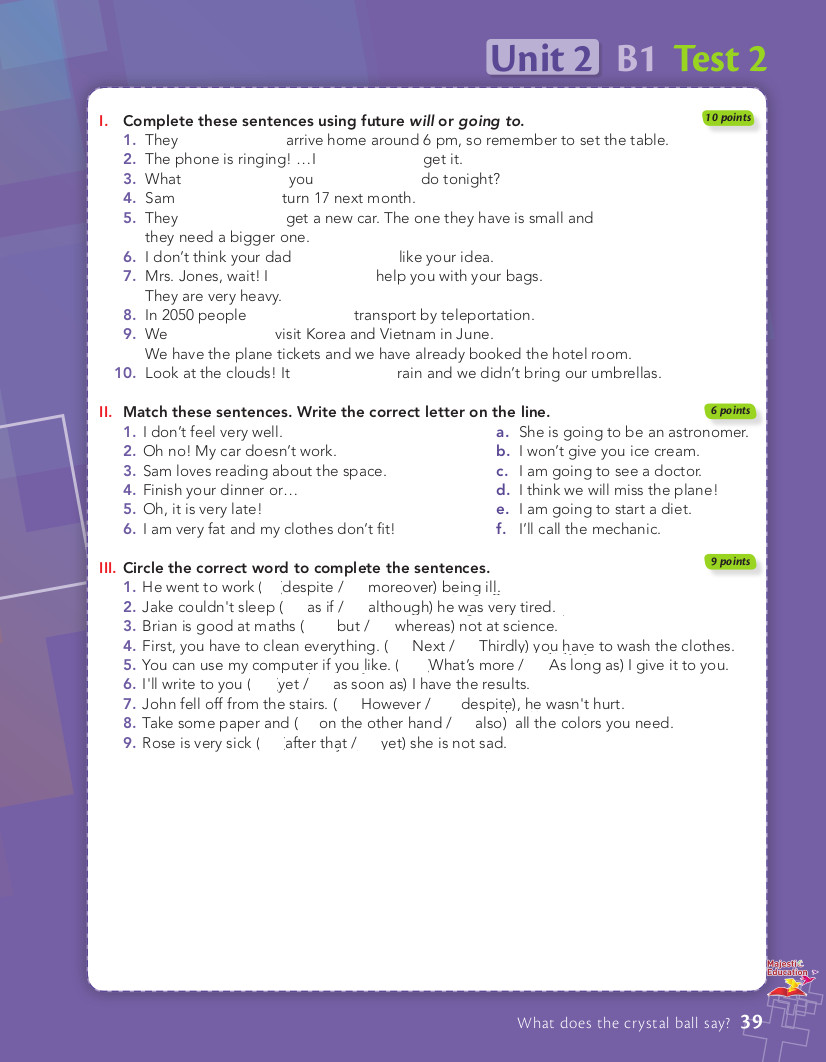 Unit 2 B1 Test 2
I. Complete these sentences using future will or going to. 10 points
1. They arrive home around 6 pm, so remember to set the table.
2. The phone is ringing! …I get it.
3. What you do tonight?
4. Sam turn 17 next month.
5. They get a new car. The one they have is small and
they need a bigger one.
6. I don't think your dad like your idea.
7. Mrs. Jones, wait! I help you with your bags.
They are very heavy.
8. In 2050 people transport by teleportation.
9. We visit Korea and Vietnam in June.
We have the plane tickets and we have already booked the hotel room.
10. Look at the clouds! It rain and we didn't bring our umbrellas.
II. Match these sentences. Write the correct letter on the line. 6 points
1. I don't feel very well. a. She is going to be an astronomer.
2. Oh no! My car doesn't work. b. I won't give you ice cream.
3. Sam loves reading about the space. c. I am going to see a doctor.
4. Finish your dinner or… d. I think we will miss the plane!
5. Oh, it is very late! e. I am going to start a diet.
6. I am very fat and my clothes don't fit! f. I'll call the mechanic.
III. Circle the correct word to complete the sentences. 9 points
1. He went to work ( despite / moreover) being ill.
2. Jake couldn't sleep ( as if / although) he was very tired.
3. Brian is good at maths ( but / whereas) not at science.
4. First, you have to clean everything. ( Next / Thirdly) you have to wash the clothes.
5. You can use my computer if you like. ( What's more / As long as) I give it to you.
6. I'll write to you ( yet / as soon as) I have the results.
7. John fell off from the stairs. ( However / despite), he wasn't hurt.
8. Take some paper and ( on the other hand / also) all the colors you need.
9. Rose is very sick ( after that / yet) she is not sad.
Majestic
Education
What does the crystal ball say? 39